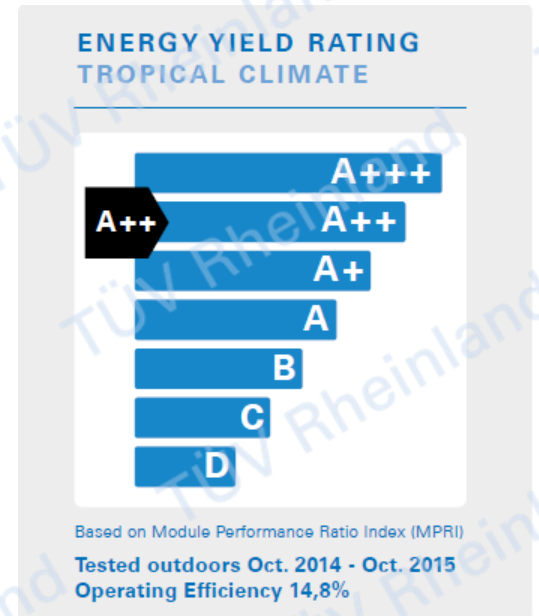 ENERGY YIELD RATING
TROPICAL CLIMATE
A+++
A++
A++
A+
A
B
C
D
Based on Module Performance Ratio Index (MPRI)
Tested outdoors Oct. 2014 - Oct. 2015
Operating Efficiency 14,8%
TÜV Rheinland
TÜV Rheinland
TÜV Rheinland